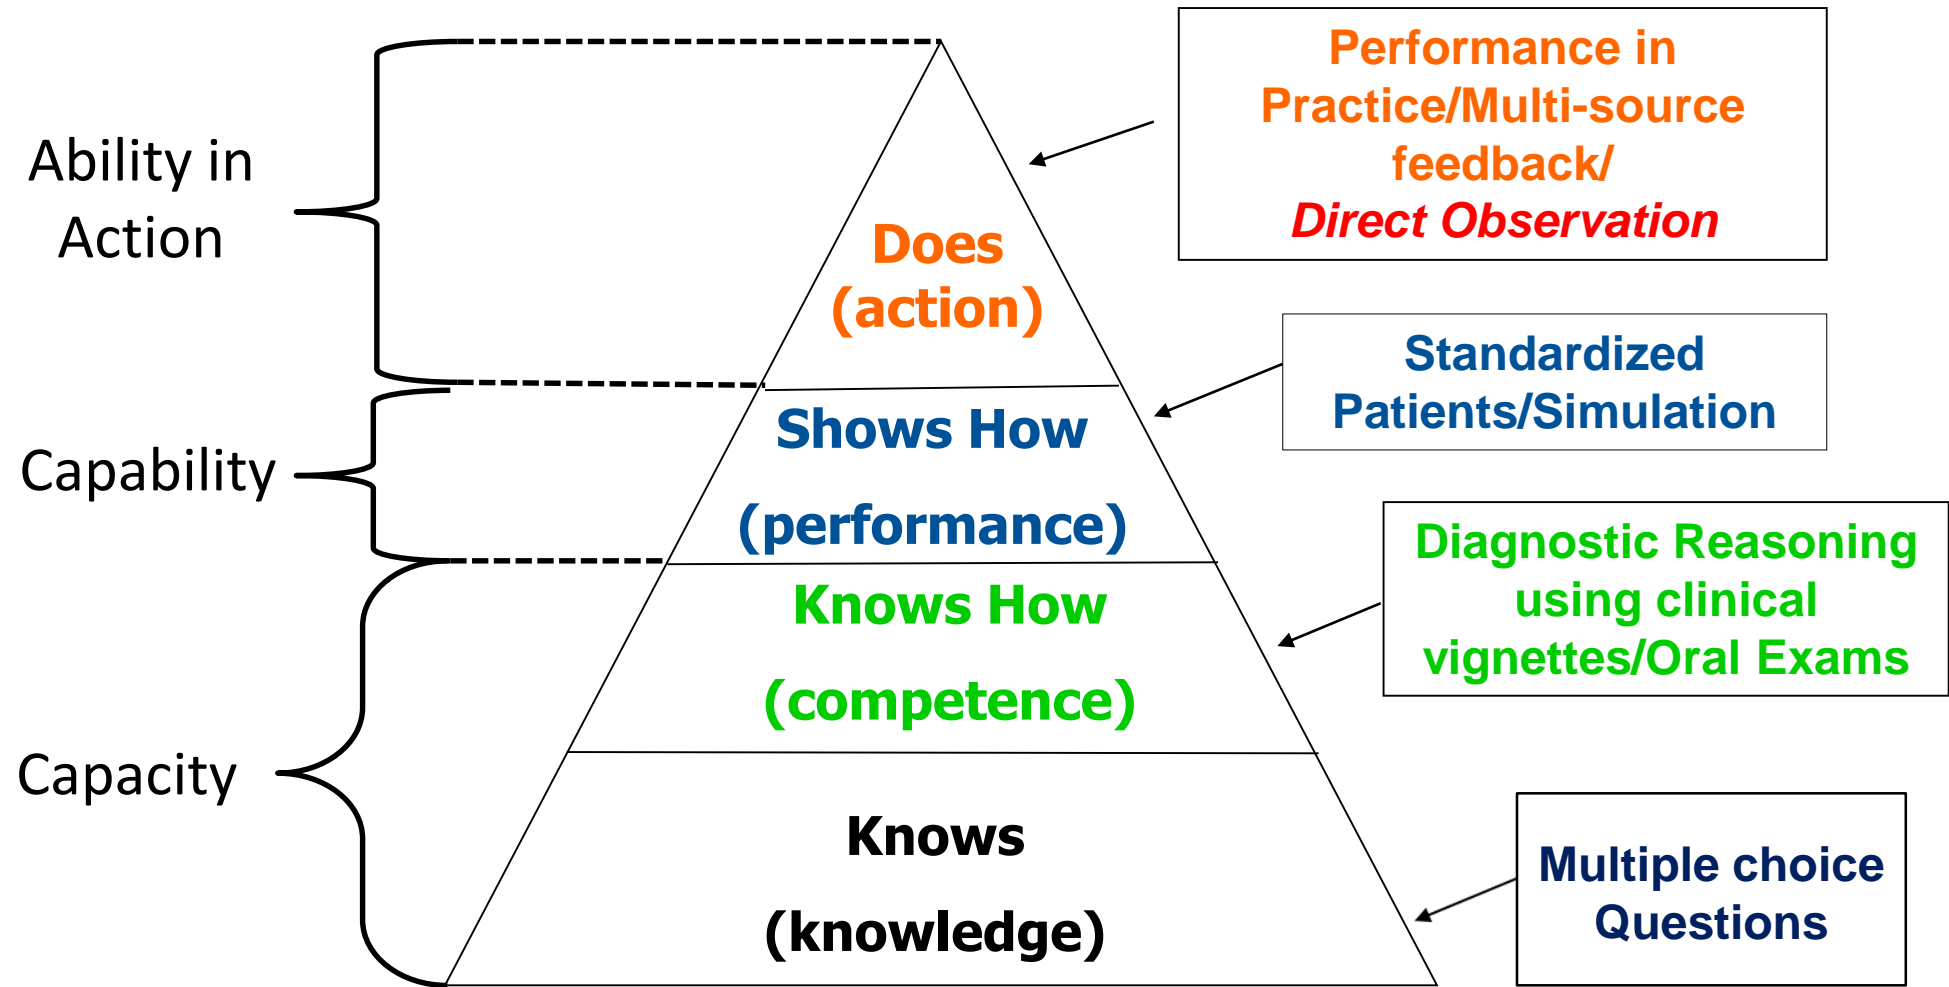 Ability in
Action
Capability
Capacity
Does
(action)
Shows How
(performance)
Knows How
(competence)
Knows
(knowledge)
Performance in
Practice/Multi-source
feedback/
Direct Observation
Standardized
Patients/Simulation
Diagnostic Reasoning
using clinical
vignettes/Oral Exams
Multiple choice
Questions